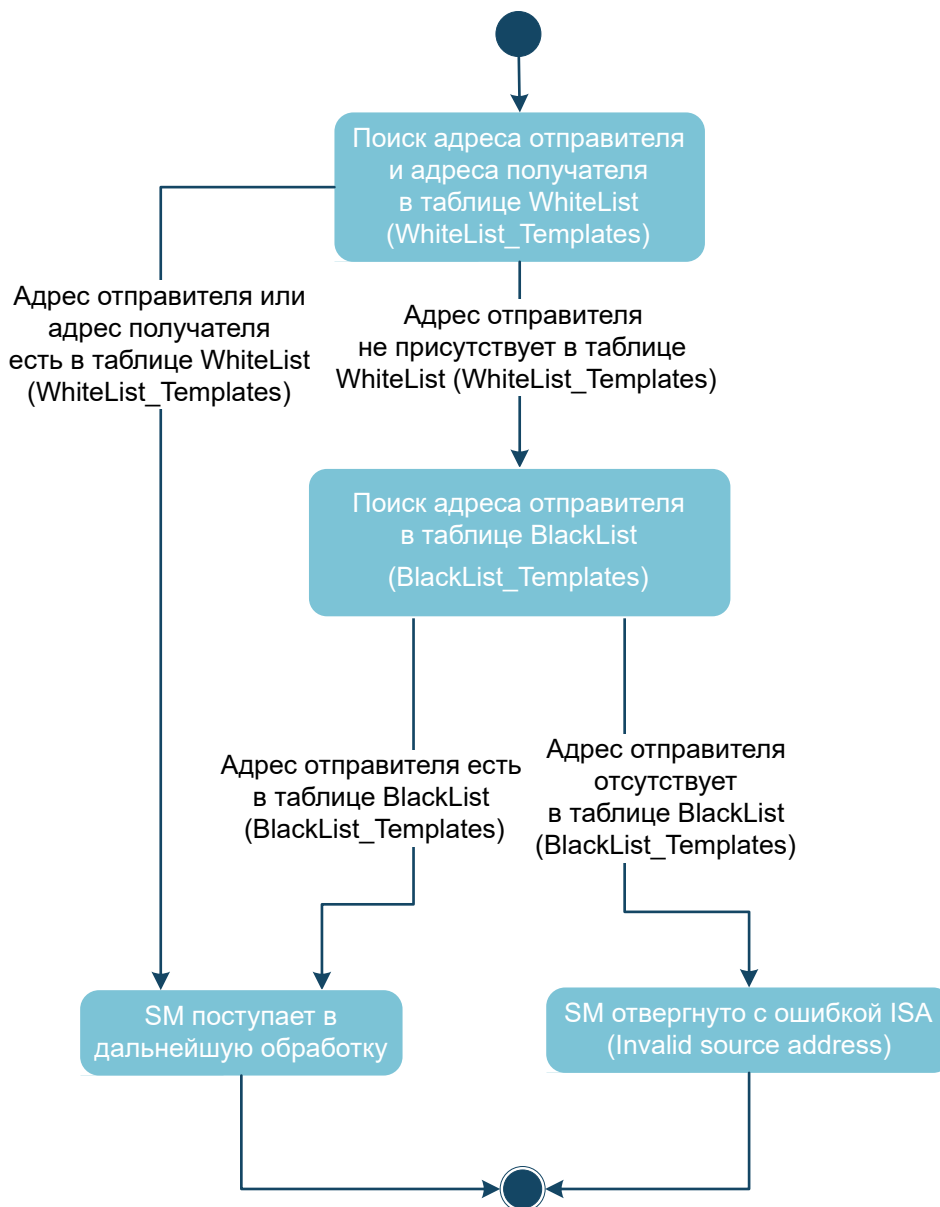 Поиск адреса отправителя
и адреса получателя
в таблице WhiteList
(WhiteList_Templates)
Адрес отправителя или
адрес получателя
есть в таблице WhiteList
(WhiteList_Templates)
Адрес отправителя
не присутствует в таблице
WhiteList (WhiteList_Templates)
Поиск адреса отправителя
в таблице BlackList
(BlackList_Templates)
Адрес отправителя есть
в таблице BlackList
(BlackList_Templates)
Адрес отправителя
отсутствует
в таблице BlackList
(BlackList_Templates)
SM поступает в
дальнейшую обработку
SM отвергнуто с ошибкой ISA
(Invalid source address)